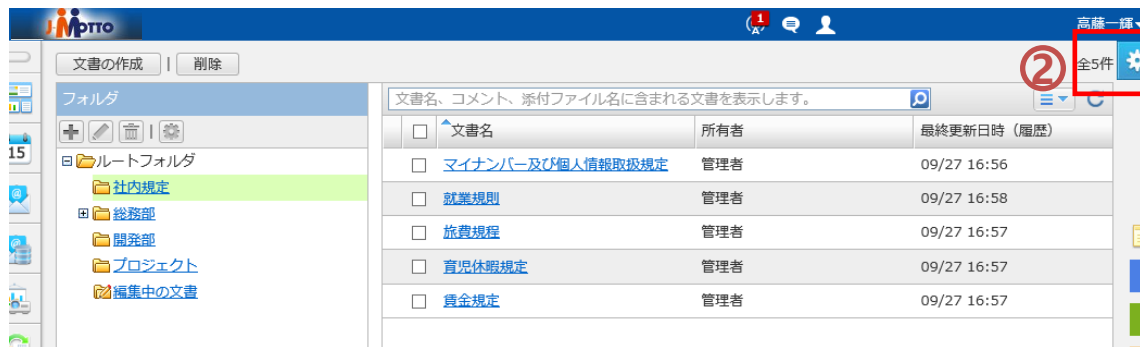 J-MOTTO
1
高藤一輝
文書の作成 | 削除
②
全5件
フォルダ
文書名、コメント、添付ファイル名に含まれる文書を表示します。
文書名 所有者 最終更新日時（履歴）
15
ルートフォルダ
社内規定
総務部
開発部
プロジェクト
編集中の文書
マイナンバー及び個人情報取扱規定 管理者 09/27 16:56
就業規則 管理者 09/27 16:58
旅費規程 管理者 09/27 16:57
育児休暇規定 管理者 09/27 16:57
賃金規定 管理者 09/27 16:57